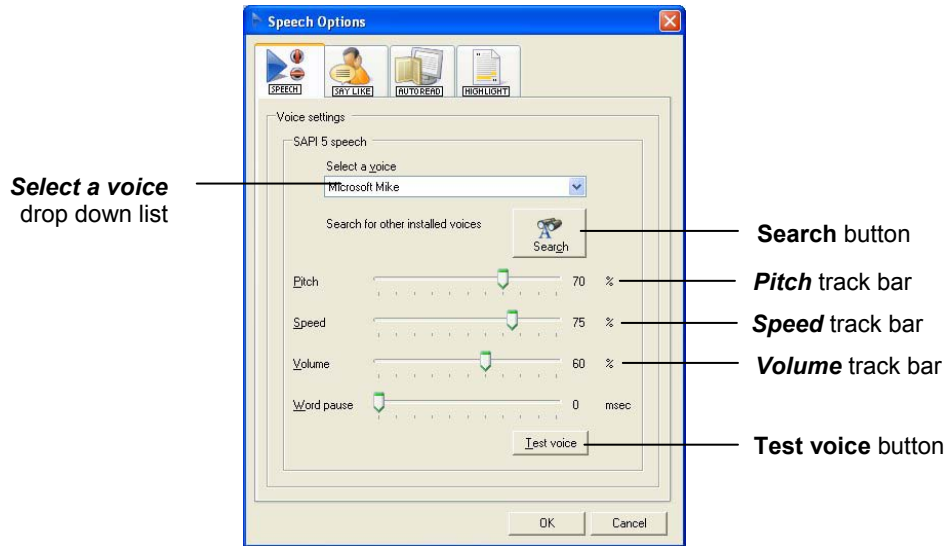 Speech Options
SPEECH
SAY LIKE
AUTOREAD
HIGHLIGHT
Voice settings
SAPI 5 speech
Select a voice
Microsoft Mike
Select a voice
drop down list
Search for other installed voices
Search
Search button
Pitch 70 %
Pitch track bar
Speed 75 %
Speed track bar
Volume 60 %
Volume track bar
Word pause 0 msec
Test voice
Test voice button
OK Cancel